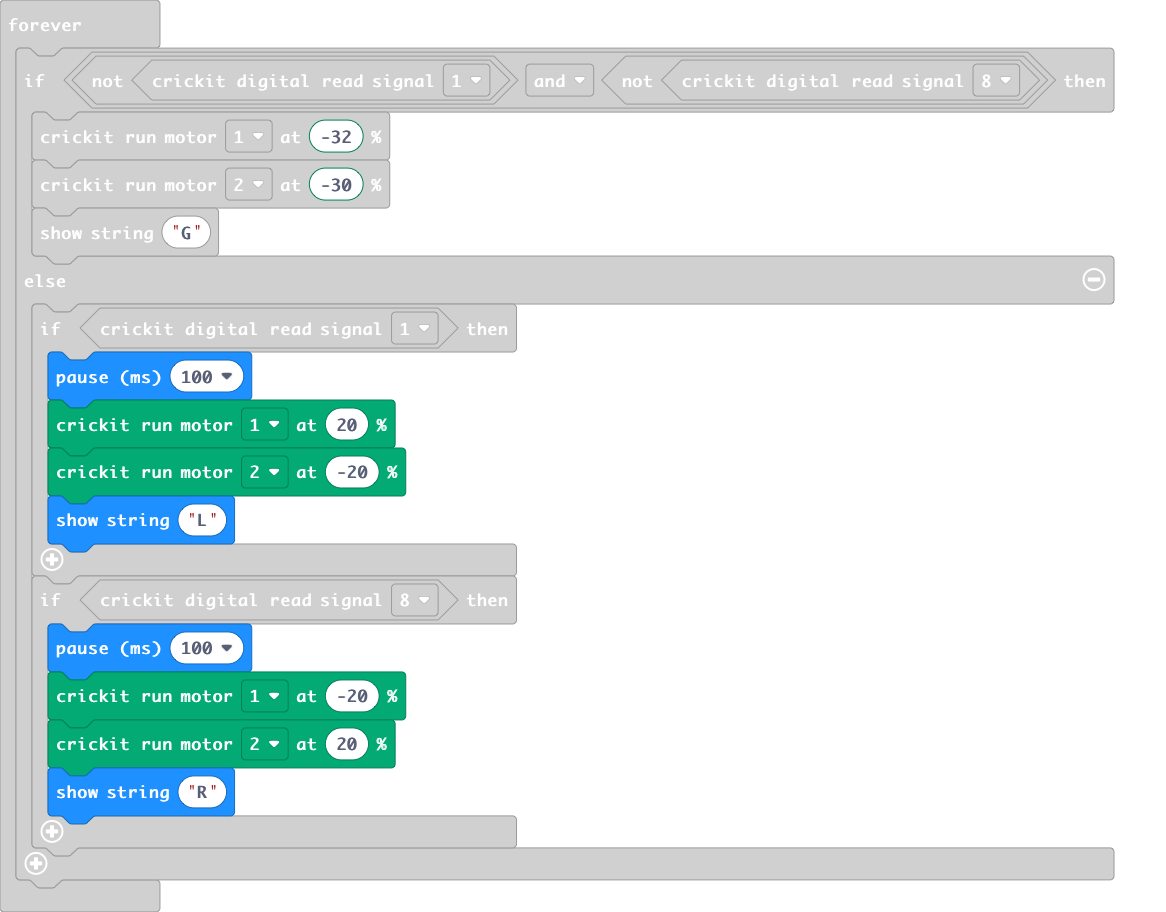 forever
if not crickit digital read signal 1 and not crickit digital read signal 8 then
crickit run motor 1 at -32 %
crickit run motor 2 at -30 %
show string "G"
else
if crickit digital read signal 1 then
pause (ms) 100
crickit run motor 1 at 20 %
crickit run motor 2 at -20 %
show string "L"
if crickit digital read signal 8 then
pause (ms) 100
crickit run motor 1 at -20 %
crickit run motor 2 at 20 %
show string "R"